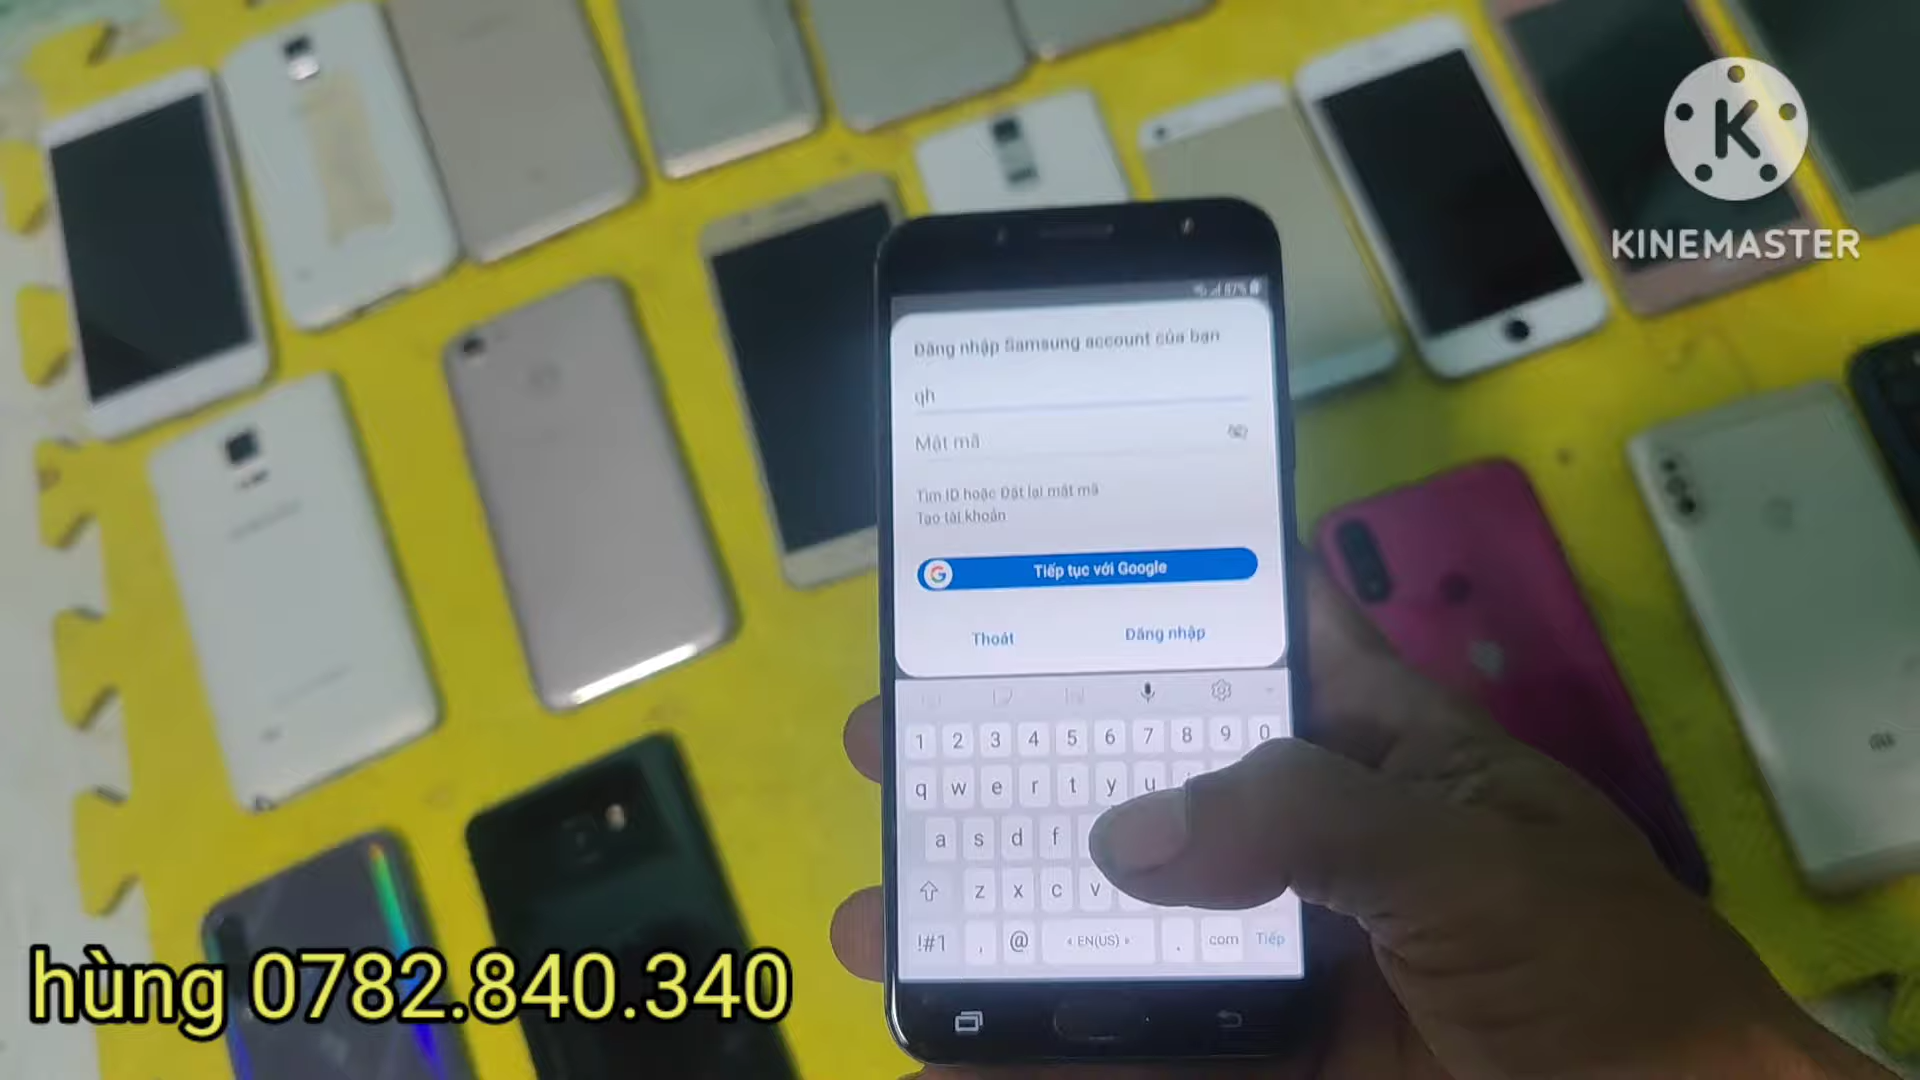 K
KINEMASTER
87%
Đăng nhập Samsung account của bạn
qh
Mật mã
Tìm ID hoặc Đặt lại mật mã
Tạo tài khoản
G Tiếp tục với Google
Thoát Đăng nhập
1 2 3 4 5 6 7 8 9 0
q w e r t y u
a s d f
z x c v
!#1 , @ EN(US) . com Tiếp
hùng 0782.840.340